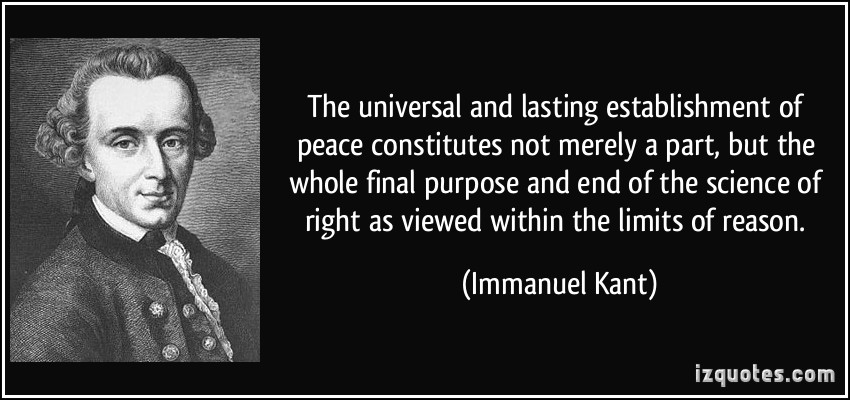 The universal and lasting establishment of
peace constitutes not merely a part, but the
whole final purpose and end of the science of
right as viewed within the limits of reason.
(Immanuel Kant)
izquotes.com